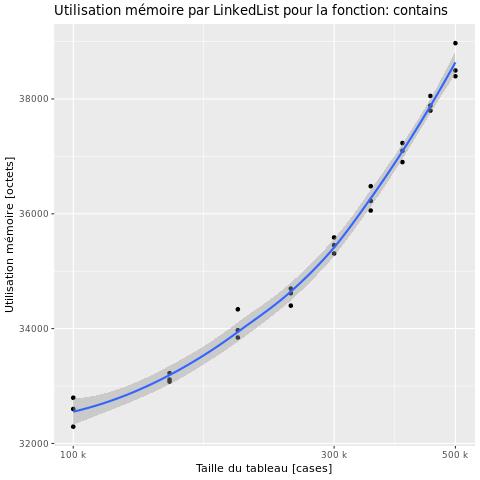 Utilisation mémoire par LinkedList pour la fonction: contains
Utilisation mémoire [octets]
38000
36000
34000
32000
100 k
300 k
500 k
Taille du tableau [cases]